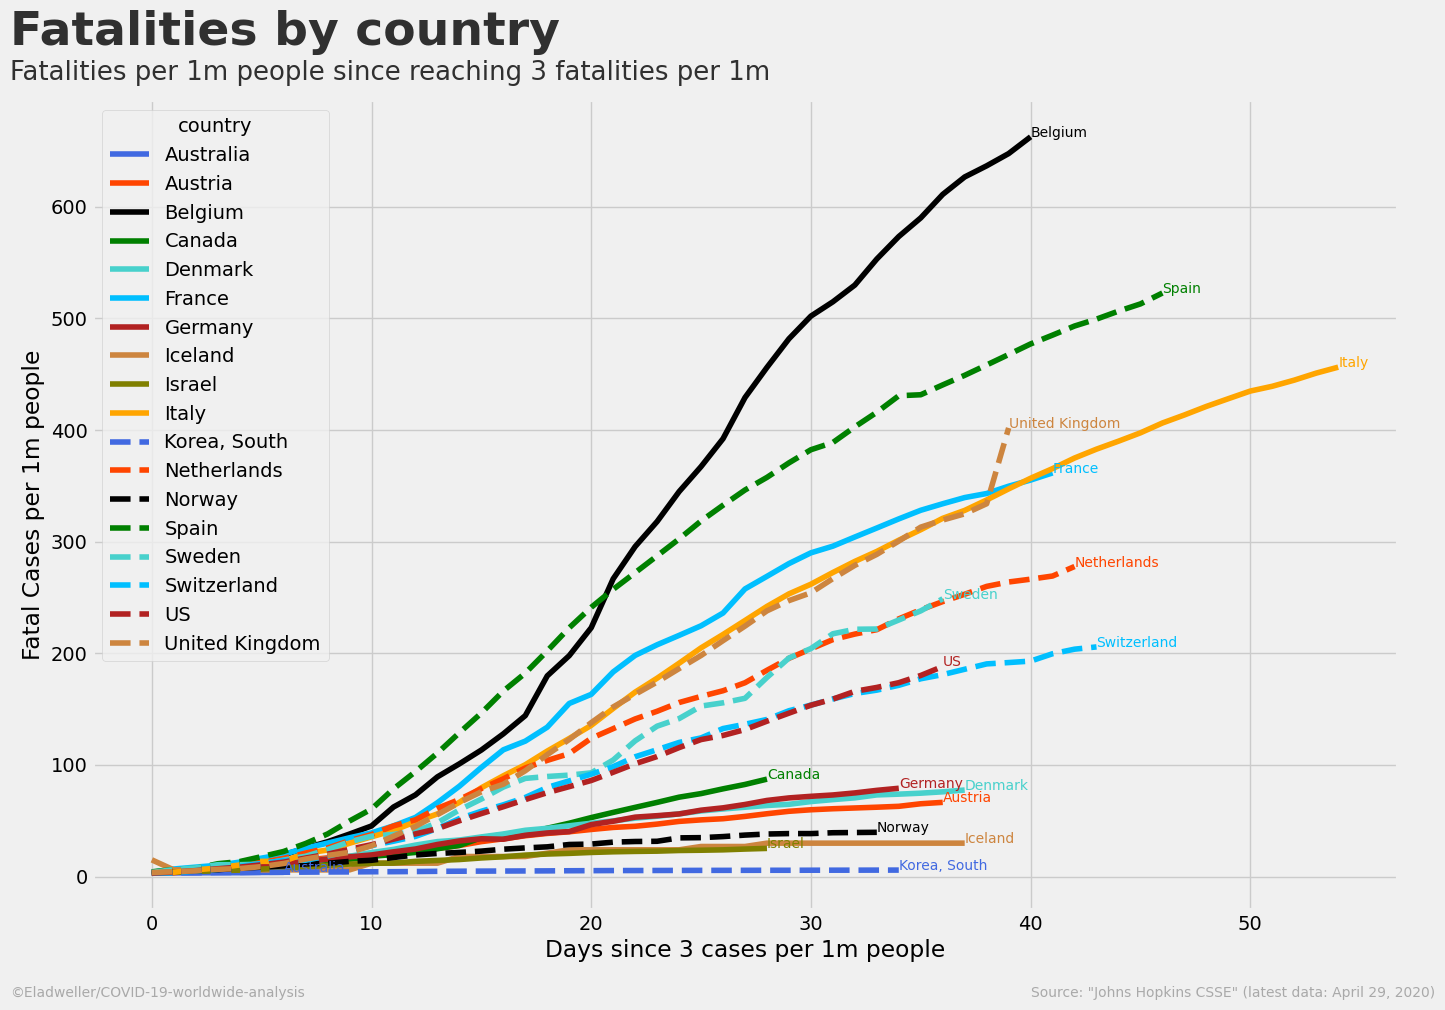 Fatalities by country
Fatalities per 1m people since reaching 3 fatalities per 1m
country
Australia
Austria
Belgium
Canada
Denmark
France
Germany
Iceland
Israel
Italy
Korea, South
Netherlands
Norway
Spain
Sweden
Switzerland
US
United Kingdom
Fatal Cases per 1m people
600
500
400
300
200
100
0
Belgium
Spain
Italy
United Kingdom
France
Netherlands
Sweden
Switzerland
US
Canada
Germany
Denmark
Austria
Norway
Iceland
Israel
Australia
Korea, South
0 10 20 30 40 50
Days since 3 cases per 1m people
©Eladweller/COVID-19-worldwide-analysis
Source: "Johns Hopkins CSSE" (latest data: April 29, 2020)